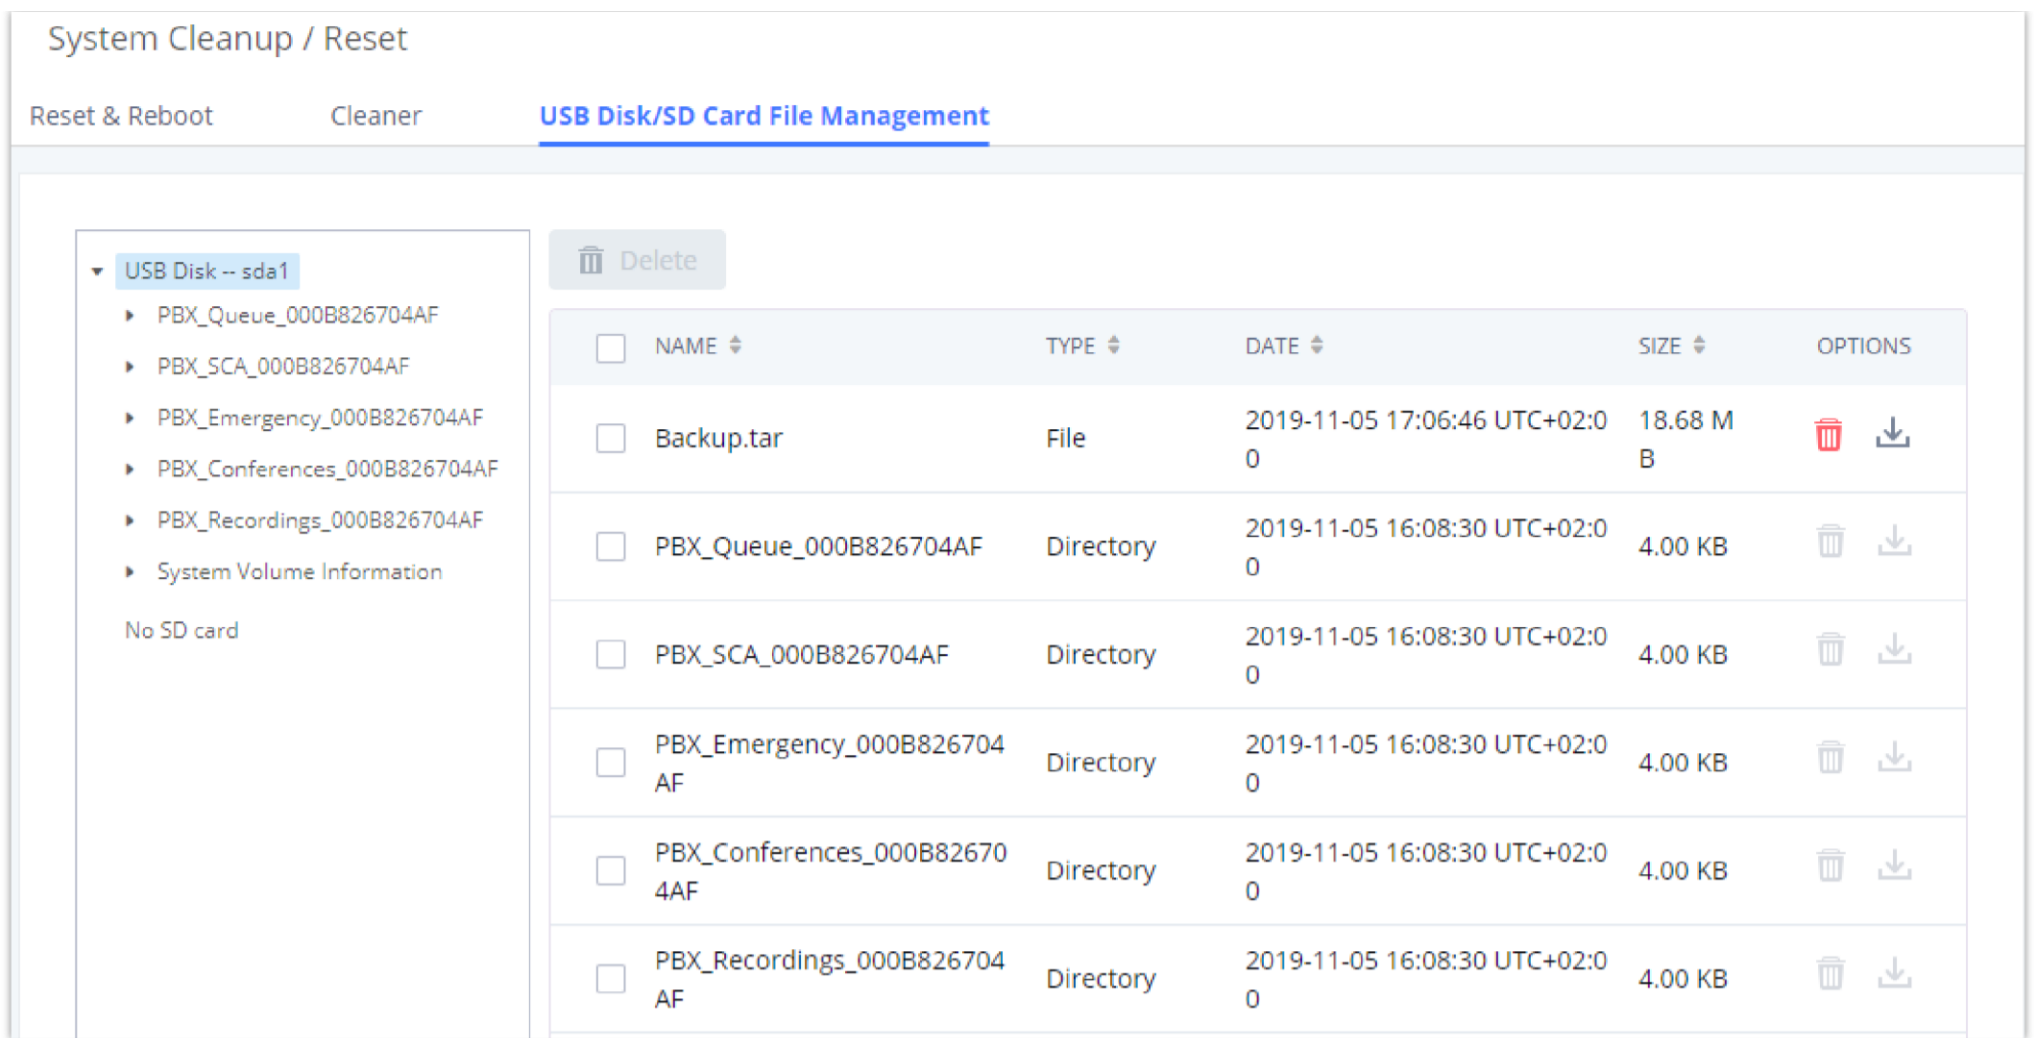 System Cleanup / Reset
Reset & Reboot
Cleaner
USB Disk/SD Card File Management
USB Disk -- sda1
PBX_Queue_000B826704AF
PBX_SCA_000B826704AF
PBX_Emergency_000B826704AF
PBX_Conferences_000B826704AF
PBX_Recordings_000B826704AF
System Volume Information
No SD card
Delete
NAME TYPE DATE SIZE OPTIONS
Backup.tar File 2019-11-05 17:06:46 UTC+02:0 18.68 M
0 B
PBX_Queue_000B826704AF Directory 2019-11-05 16:08:30 UTC+02:0 4.00 KB
0
PBX_SCA_000B826704AF Directory 2019-11-05 16:08:30 UTC+02:0 4.00 KB
0
PBX_Emergency_000B826704 Directory 2019-11-05 16:08:30 UTC+02:0 4.00 KB
AF 0
PBX_Conferences_000B82670 Directory 2019-11-05 16:08:30 UTC+02:0 4.00 KB
4AF 0
PBX_Recordings_000B826704 Directory 2019-11-05 16:08:30 UTC+02:0 4.00 KB
AF 0